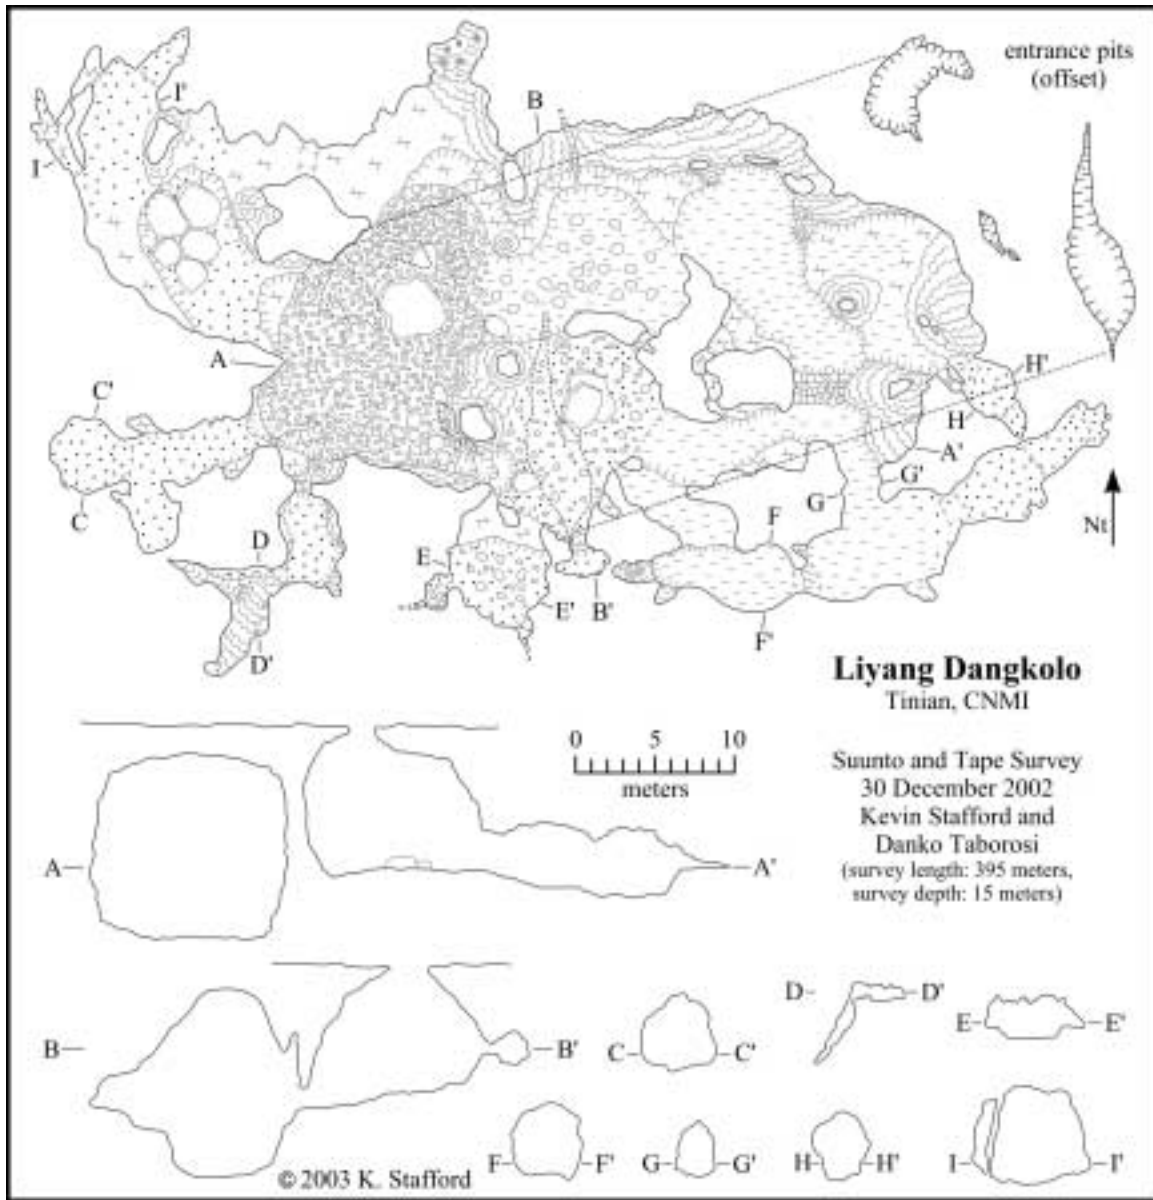 entrance pits
(offset)
I'
B
I
A
C'
H'
H
A'
G'
G
C
F
D
Nt
E
E'
B'
F'
D'
Liyang Dangkolo
Tinian, CNMI
0 5 10
meters
Suunto and Tape Survey
30 December 2002
Kevin Stafford and
Danko Taborosi
(survey length: 395 meters,
survey depth: 15 meters)
A A'
D D'
E E'
B B'
C C'
F F'
G G'
H H'
I I'
© 2003 K. Stafford